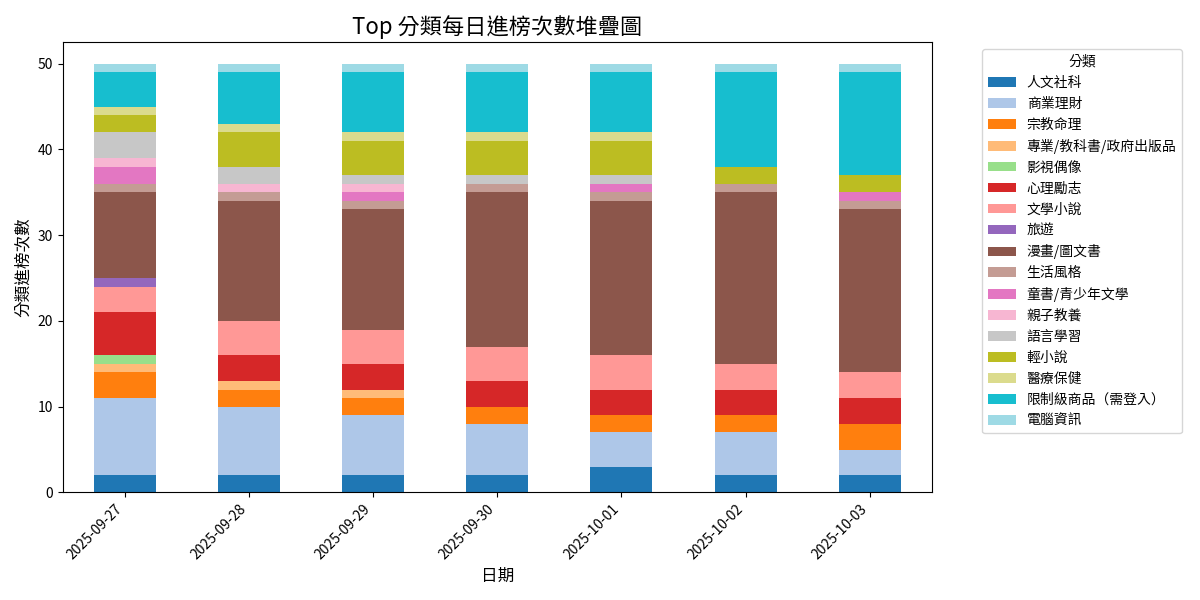 Top 分類每日進榜次數堆疊圖
分類進榜次數
50
40
30
20
10
0
2025-09-27
2025-09-28
2025-09-29
2025-09-30
2025-10-01
2025-10-02
2025-10-03
日期
分類
人文社科
商業理財
宗教命理
專業/教科書/政府出版品
影視偶像
心理勵志
文學小說
旅遊
漫畫/圖文書
生活風格
童書/青少年文學
親子教養
語言學習
輕小說
醫療保健
限制級商品（需登入）
電腦資訊